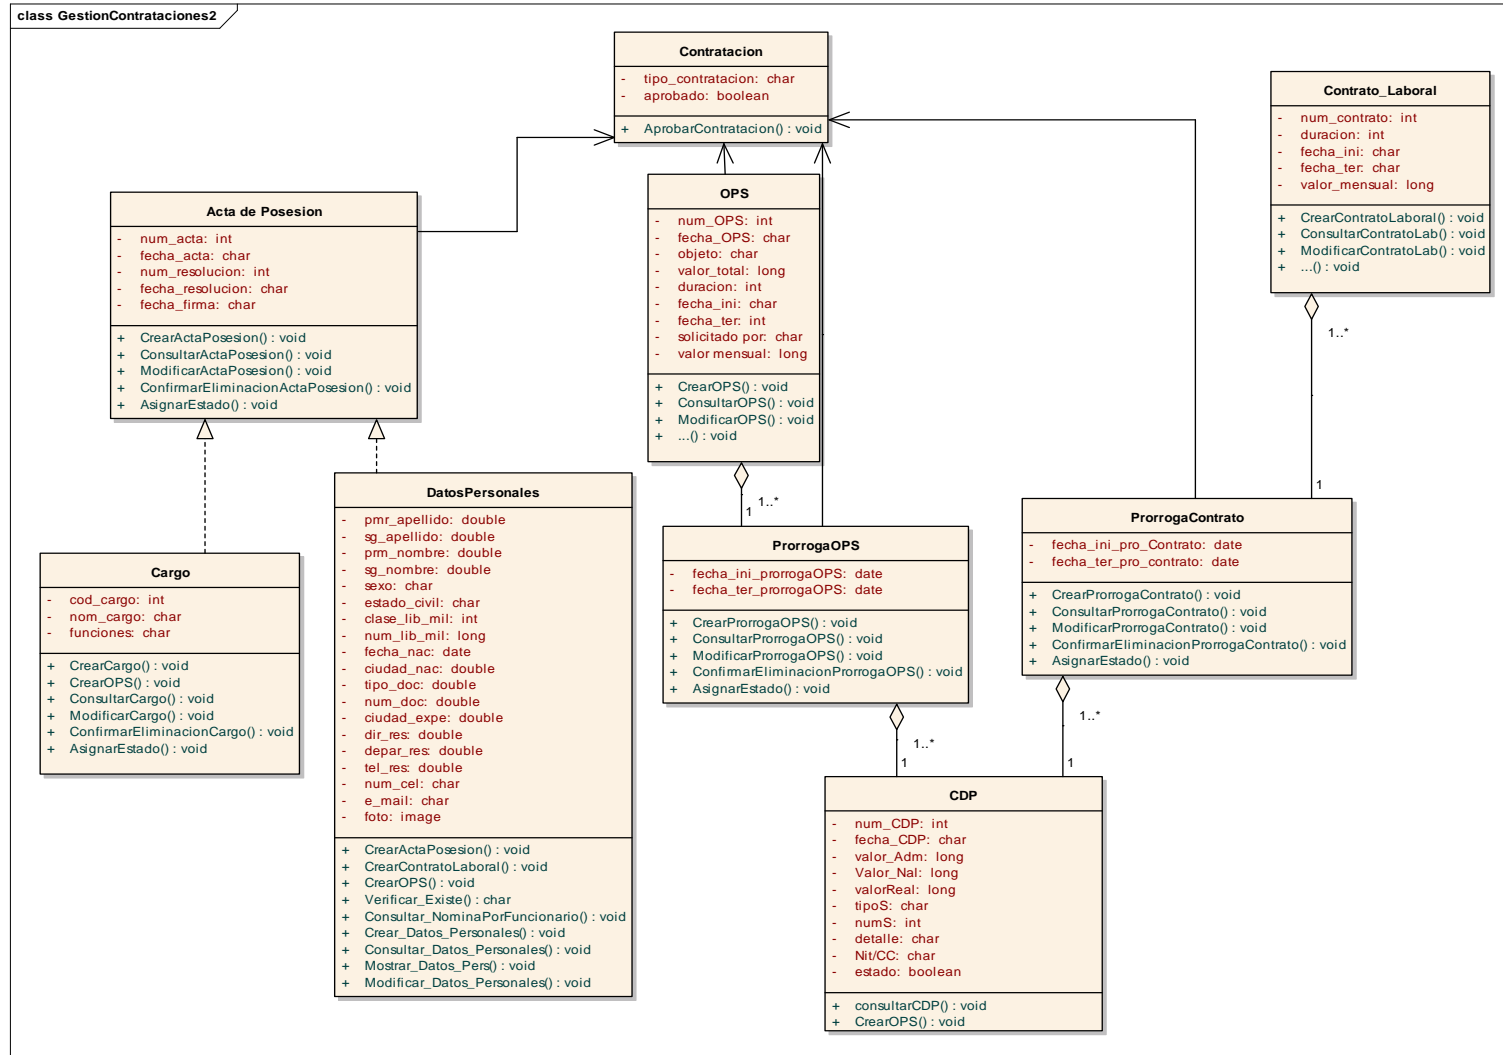 class GestionContrataciones2
Contratacion
- tipo_contratacion: char
- aprobado: boolean
+ AprobarContratacion() : void
Contrato_Laboral
- num_contrato: int
- duracion: int
- fecha_ini: char
- fecha_ter: char
- valor_mensual: long
+ CrearContratoLaboral() : void
+ ConsultarContratoLab() : void
+ ModificarContratoLab() : void
+ ...() : void
1..*
1
Acta de Posesion
- num_acta: int
- fecha_acta: char
- num_resolucion: int
- fecha_resolucion: char
- fecha_firma: char
+ CrearActaPosesion() : void
+ ConsultarActaPosesion() : void
+ ModificarActaPosesion() : void
+ ConfirmarEliminacionActaPosesion() : void
+ AsignarEstado() : void
OPS
- num_OPS: int
- fecha_OPS: char
- objeto: char
- valor_total: long
- duracion: int
- fecha_ini: char
- fecha_ter: int
- solicitado por: char
- valor mensual: long
+ CrearOPS() : void
+ ConsultarOPS() : void
+ ModificarOPS() : void
+ ...() : void
1..*
1
DatosPersonales
- pmr_apellido: double
- sg_apellido: double
- prm_nombre: double
- sg_nombre: double
- sexo: char
- estado_civil: char
- clase_lib_mil: int
- num_lib_mil: long
- fecha_nac: date
- ciudad_nac: double
- tipo_doc: double
- num_doc: double
- ciudad_expe: double
- dir_res: double
- depar_res: double
- tel_res: double
- num_cel: char
- e_mail: char
- foto: image
+ CrearActaPosesion() : void
+ CrearContratoLaboral() : void
+ CrearOPS() : void
+ Verificar_Existe() : char
+ Consultar_NominaPorFuncionario() : void
+ Crear_Datos_Personales() : void
+ Consultar_Datos_Personales() : void
+ Mostrar_Datos_Pers() : void
+ Modificar_Datos_Personales() : void
Cargo
- cod_cargo: int
- nom_cargo: char
- funciones: char
+ CrearCargo() : void
+ CrearOPS() : void
+ ConsultarCargo() : void
+ ModificarCargo() : void
+ ConfirmarEliminacionCargo() : void
+ AsignarEstado() : void
ProrrogaOPS
- fecha_ini_prorrogaOPS: date
- fecha_ter_prorrogaOPS: date
+ CrearProrrogaOPS() : void
+ ConsultarProrrogaOPS() : void
+ ModificarProrrogaOPS() : void
+ ConfirmarEliminacionProrrogaOPS() : void
+ AsignarEstado() : void
1..*
1
ProrrogaContrato
- fecha_ini_pro_Contrato: date
- fecha_ter_pro_contrato: date
+ CrearProrrogaContrato() : void
+ ConsultarProrrogaContrato() : void
+ ModificarProrrogaContrato() : void
+ ConfirmarEliminacionProrrogaContrato() : void
+ AsignarEstado() : void
1..*
1
CDP
- num_CDP: int
- fecha_CDP: char
- valor_Adm: long
- Valor_Nal: long
- valorReal: long
- tipoS: char
- numS: int
- detalle: char
- Nit/CC: char
- estado: boolean
+ consultarCDP() : void
+ CrearOPS() : void